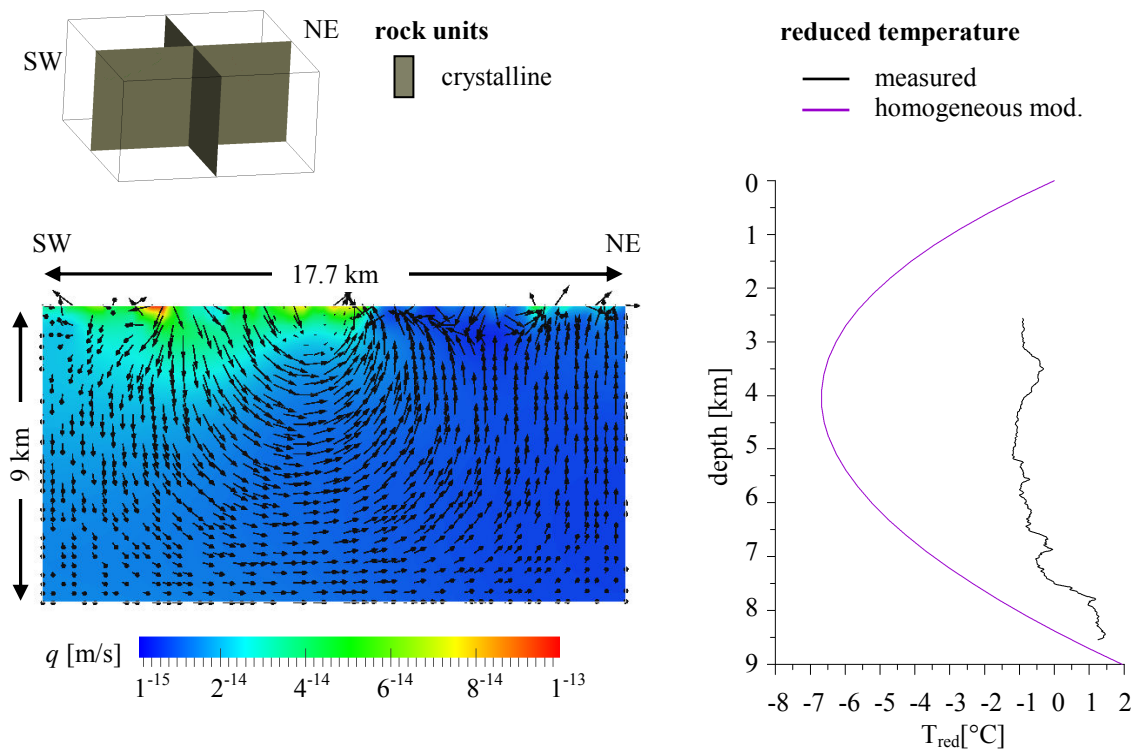 SW
NE
rock units
crystalline
reduced temperature
measured
homogeneous mod.
SW
NE
17.7 km
9 km
q [m/s]
1⁻¹⁵ 2⁻¹⁴ 4⁻¹⁴ 6⁻¹⁴ 8⁻¹⁴ 1⁻¹³
depth [km]
0
1
2
3
4
5
6
7
8
9
-8 -7 -6 -5 -4 -3 -2 -1 0 1 2
T_red[°C]